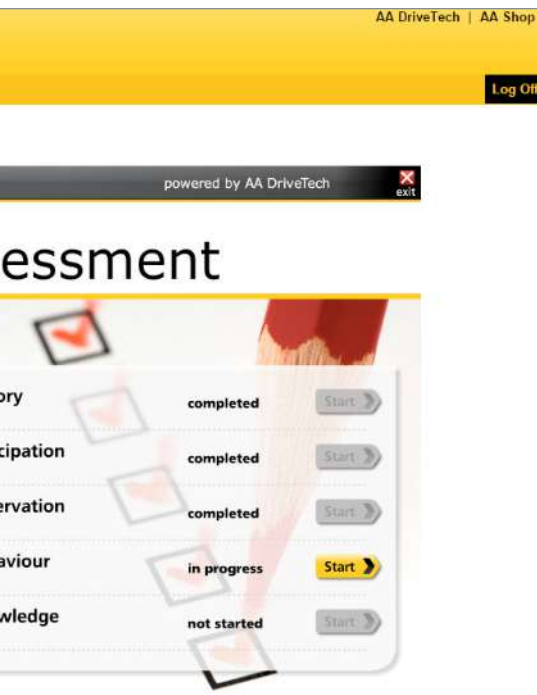 AA DriveTech | AA Shop
Log Off
powered by AA DriveTech
exit
essment
ory completed Start
cipation completed Start
ervation completed Start
aviour in progress Start
wledge not started Start